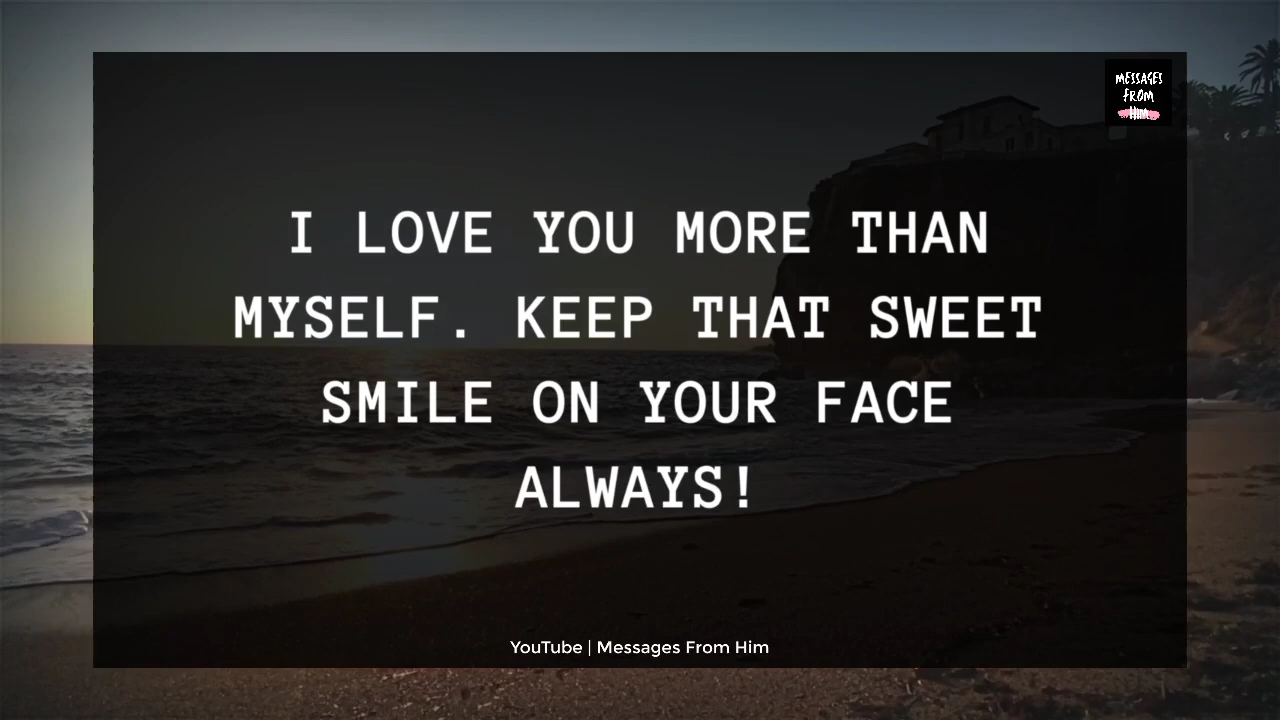 MESSAGES
FROM
Him
I LOVE YOU MORE THAN
MYSELF. KEEP THAT SWEET
SMILE ON YOUR FACE
ALWAYS!
YouTube | Messages From Him